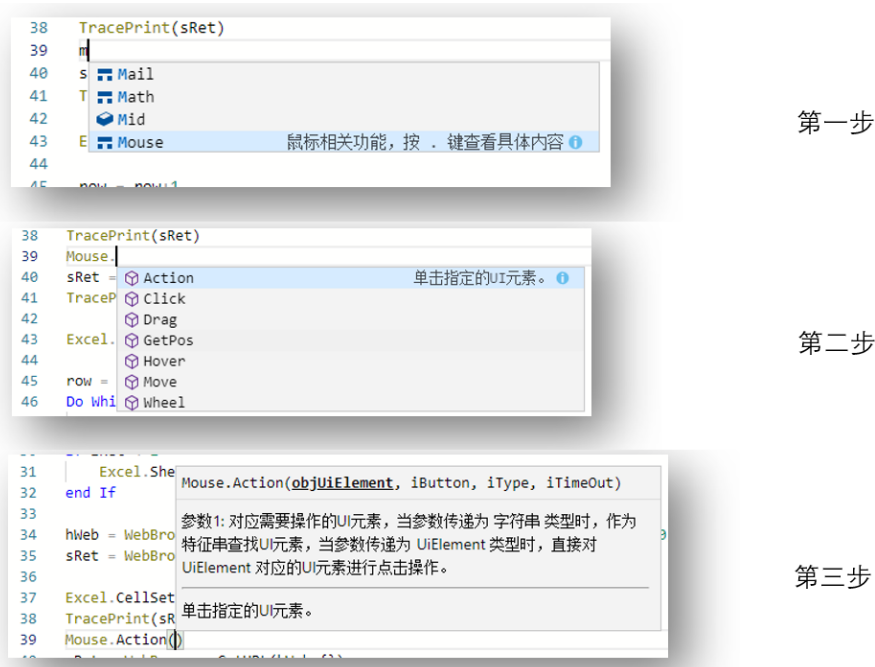 38 TracePrint(sRet)
39 m
40 s
Mail
41 T
Math
42
Mid
43 E
Mouse 鼠标相关功能，按 . 键查看具体内容
44
45 row = row+1
第一步
38 TracePrint(sRet)
39 Mouse.
40 sRet =
Action 单击指定的UI元素。
41 TraceP
Click
42
Drag
43 Excel.
GetPos
44
Hover
45 row =
Move
46 Do Whi
Wheel
第二步
31 Excel.She
32 end If
33
34 hWeb = WebBro
35 sRet = WebBro
36
37 Excel.CellSet
38 TracePrint(sR
39 Mouse.Action()
Mouse.Action(objUiElement, iButton, iType, iTimeOut)
参数1: 对应需要操作的UI元素，当参数传递为 字符串 类型时，作为
特征串查找UI元素，当参数传递为 UiElement 类型时，直接对
UiElement 对应的UI元素进行点击操作。
单击指定的UI元素。
第三步